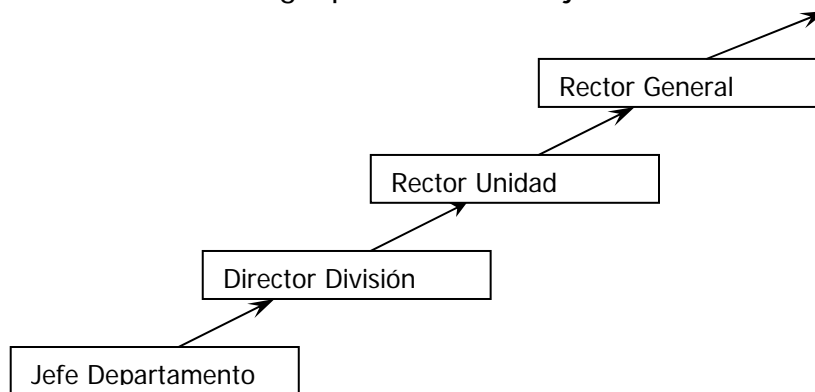 Rector General
Rector Unidad
Director División
Jefe Departamento